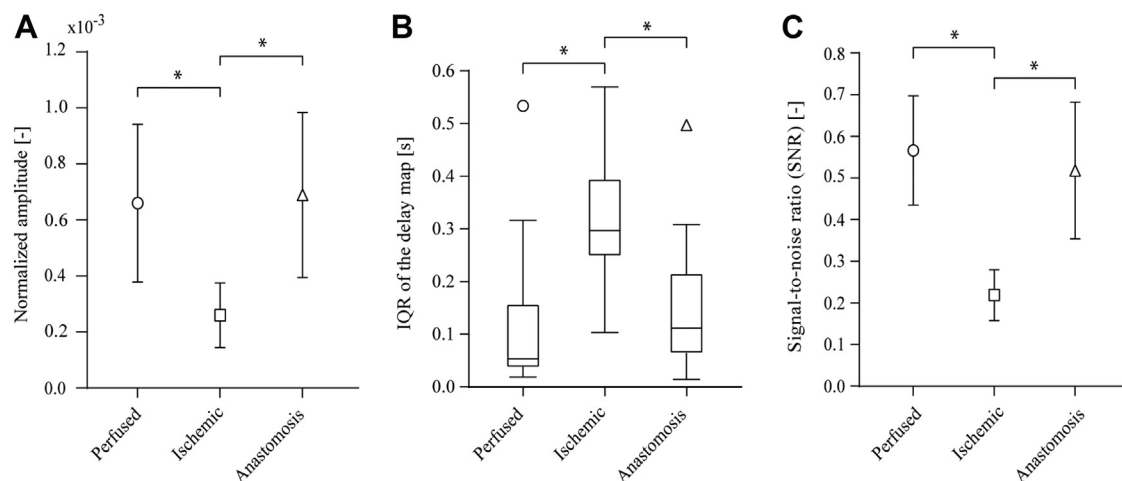 A
x10-3
Normalized amplitude [-]
1.2
1.0
0.8
0.6
0.4
0.2
0.0
*
*
Perfused
Ischemic
Anastomosis
B
IQR of the delay map [s]
0.6
0.5
0.4
0.3
0.2
0.1
0.0
*
*
Perfused
Ischemic
Anastomosis
C
Signal-to-noise ratio (SNR) [-]
0.8
0.7
0.6
0.5
0.4
0.3
0.2
0.1
0.0
*
*
Perfused
Ischemic
Anastomosis